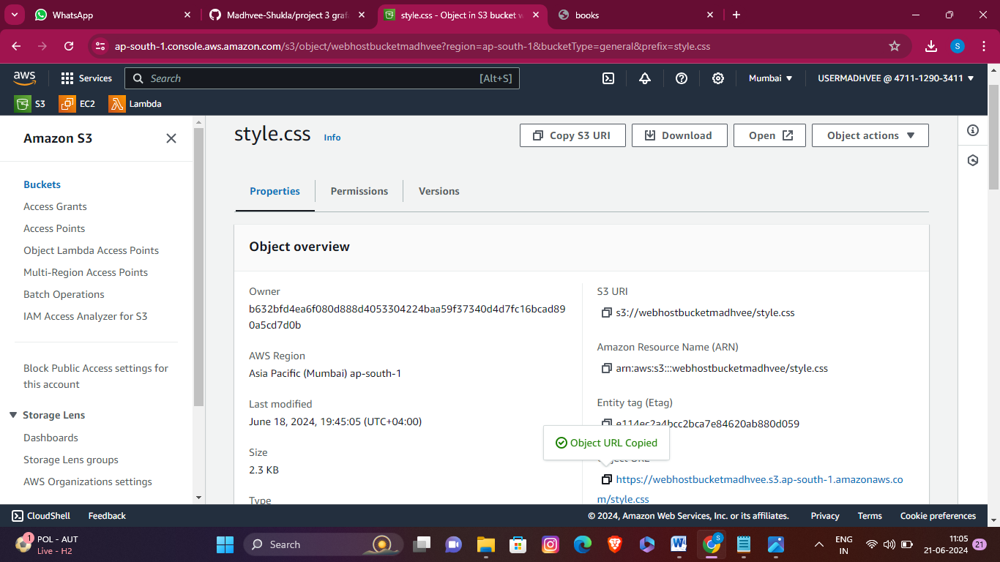 WhatsApp
Madhvee-Shukla/project 3 graf
style.css - Object in S3 bucket w
books
ap-south-1.console.aws.amazon.com/s3/object/webhostbucketmadhvee?region=ap-south-1&bucketType=general&prefix=style.css
S
aws
Services
Search
[Alt+S]
Mumbai
USERMADHVEE @ 4711-1290-3411
S3
EC2
Lambda
Amazon S3
Buckets
Access Grants
Access Points
Object Lambda Access Points
Multi-Region Access Points
Batch Operations
IAM Access Analyzer for S3
Block Public Access settings for
this account
Storage Lens
Dashboards
Storage Lens groups
AWS Organizations settings
style.css
Info
Copy S3 URI
Download
Open
Object actions
Properties
Permissions
Versions
Object overview
Owner
b632bfd4ea6f080d888d4053304224baa59f37340d4d7fc16bcad89
0a5cd7d0b
AWS Region
Asia Pacific (Mumbai) ap-south-1
Last modified
June 18, 2024, 19:45:05 (UTC+04:00)
Size
2.3 KB
Type
S3 URI
s3://webhostbucketmadhvee/style.css
Amazon Resource Name (ARN)
arn:aws:s3:::webhostbucketmadhvee/style.css
Entity tag (Etag)
e114ec2a4bcc2bca7e84620ab880d059
Object URL Copied
Object URL
https://webhostbucketmadhvee.s3.ap-south-1.amazonaws.co
m/style.css
CloudShell
Feedback
© 2024, Amazon Web Services, Inc. or its affiliates.
Privacy
Terms
Cookie preferences
1
POL - AUT
Live - H2
Search
S
ENG
IN
11:05
21-06-2024
21